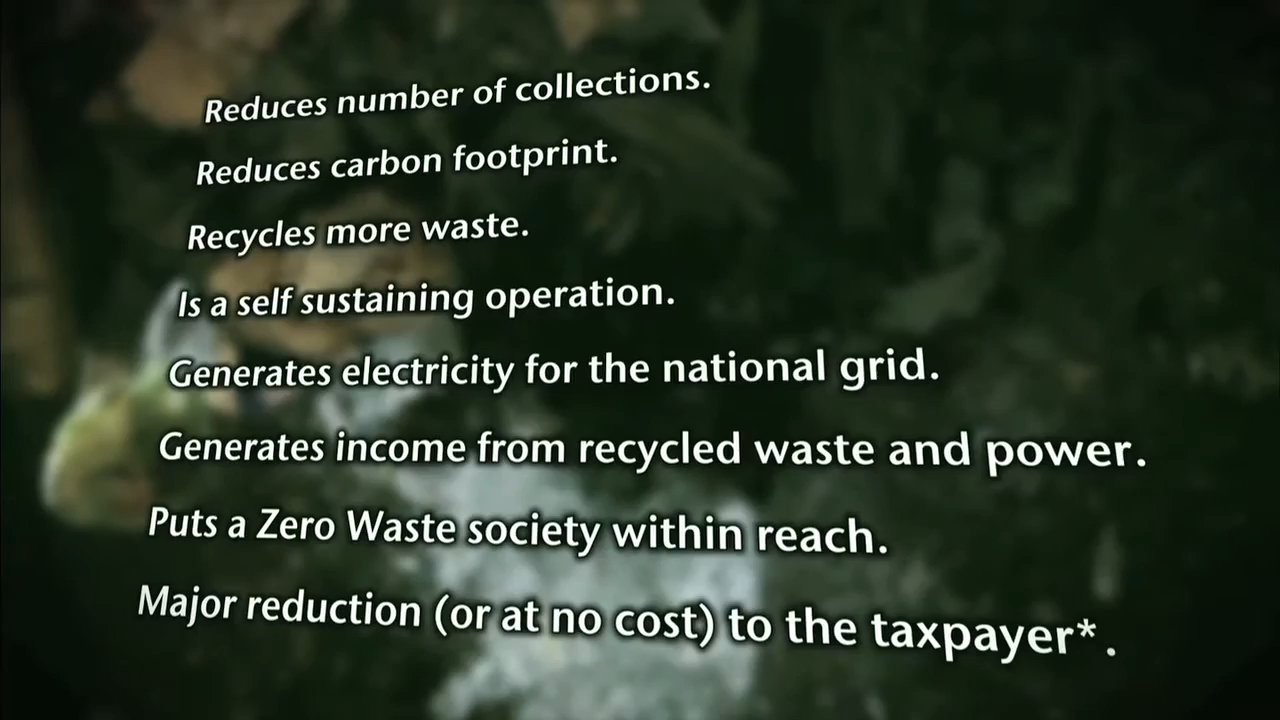 Reduces number of collections.
Reduces carbon footprint.
Recycles more waste.
Is a self sustaining operation.
Generates electricity for the national grid.
Generates income from recycled waste and power.
Puts a Zero Waste society within reach.
Major reduction (or at no cost) to the taxpayer*.